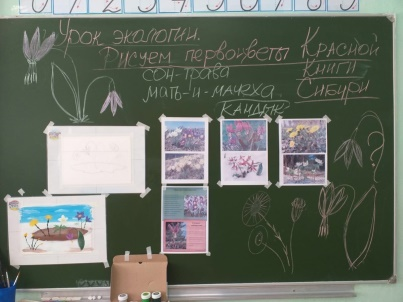 Урок экологии.
Рисуем первоцветы Красной
сон-трава Книги
мать-и-мачеха. Сибири
кандык